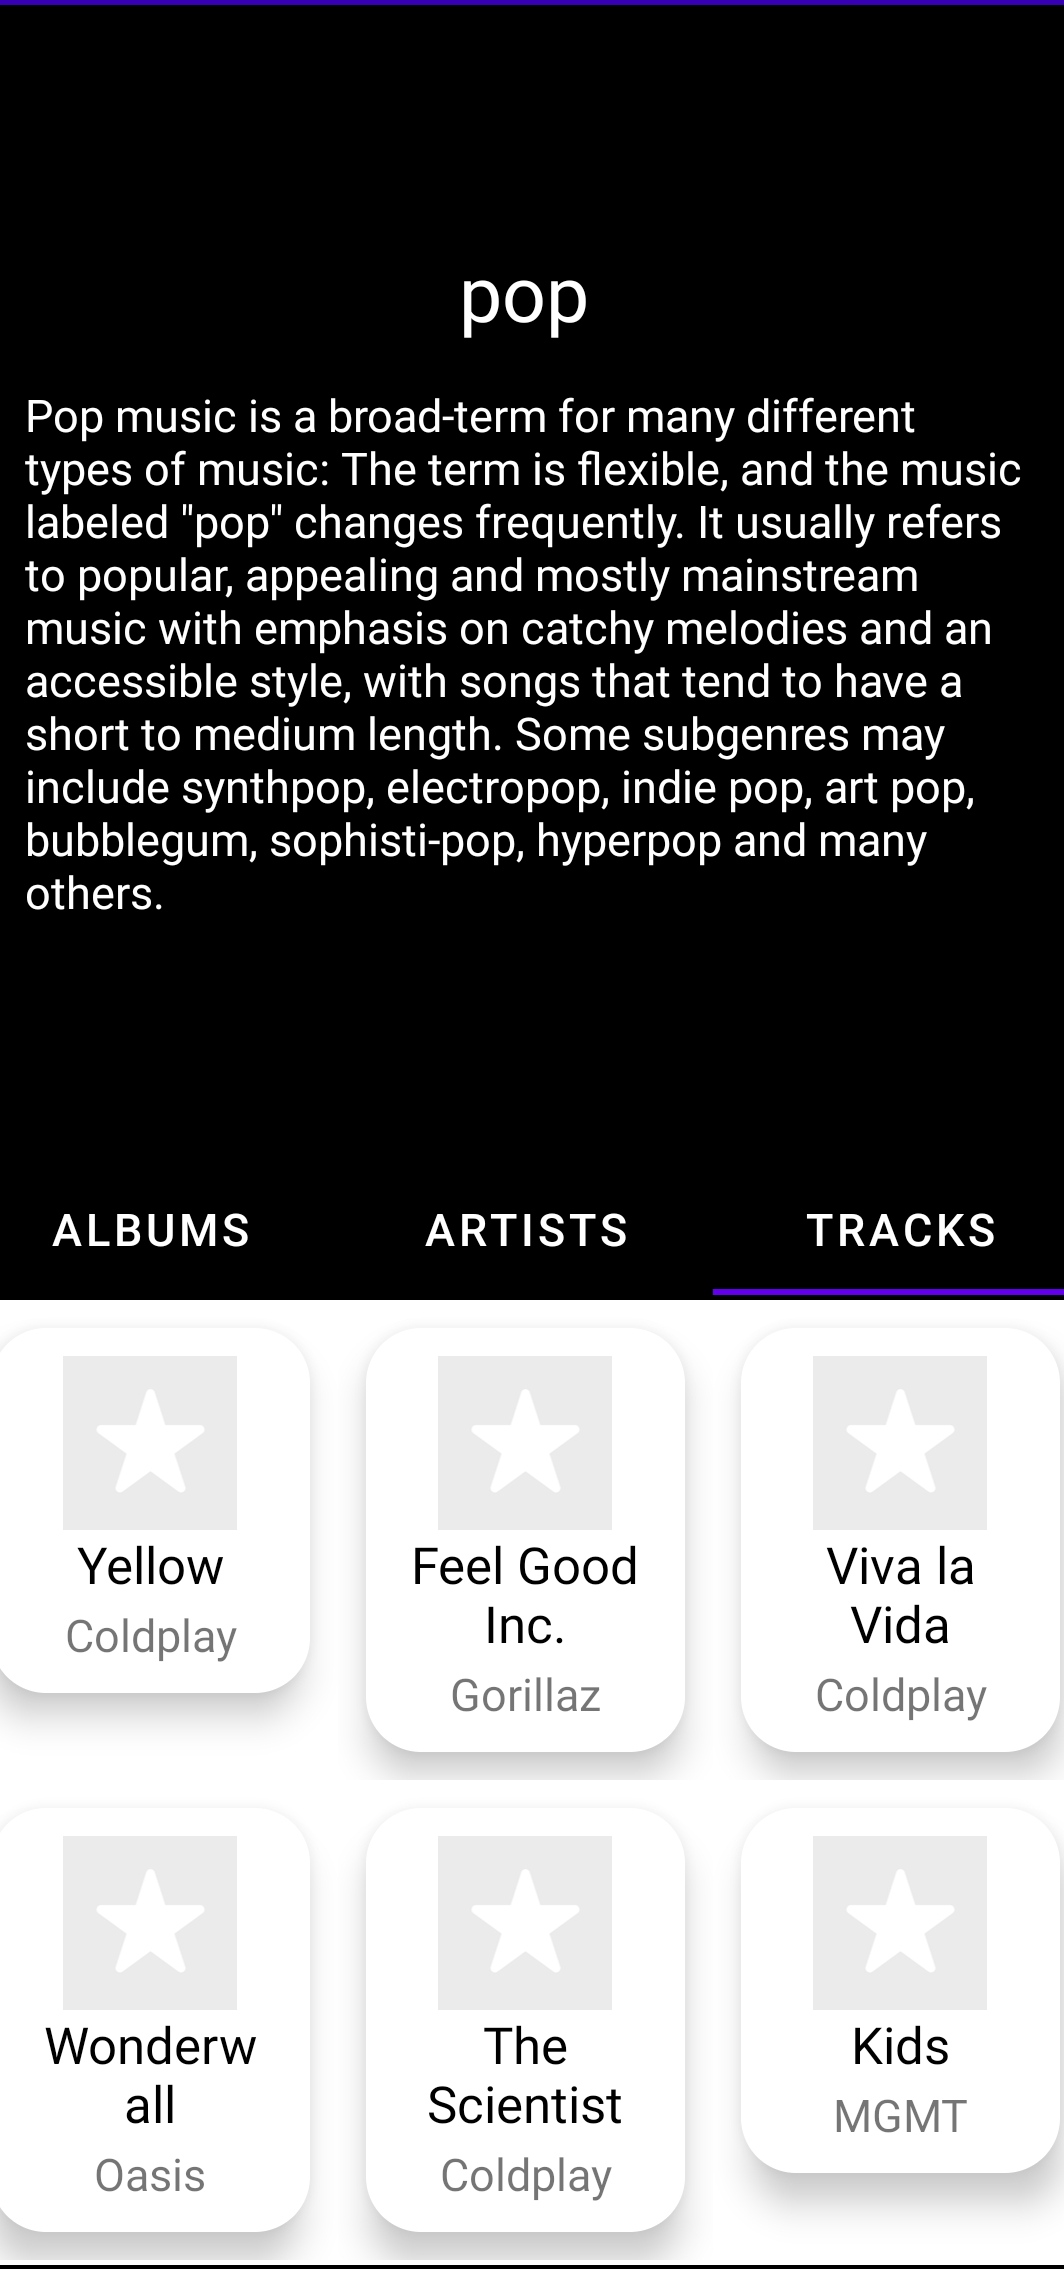 pop
Pop music is a broad-term for many different
types of music: The term is flexible, and the music
labeled "pop" changes frequently. It usually refers
to popular, appealing and mostly mainstream
music with emphasis on catchy melodies and an
accessible style, with songs that tend to have a
short to medium length. Some subgenres may
include synthpop, electropop, indie pop, art pop,
bubblegum, sophisti-pop, hyperpop and many
others.
ALBUMS
ARTISTS
TRACKS
Yellow
Coldplay
Feel Good
Inc.
Gorillaz
Viva la
Vida
Coldplay
Wonderw
all
Oasis
The
Scientist
Coldplay
Kids
MGMT